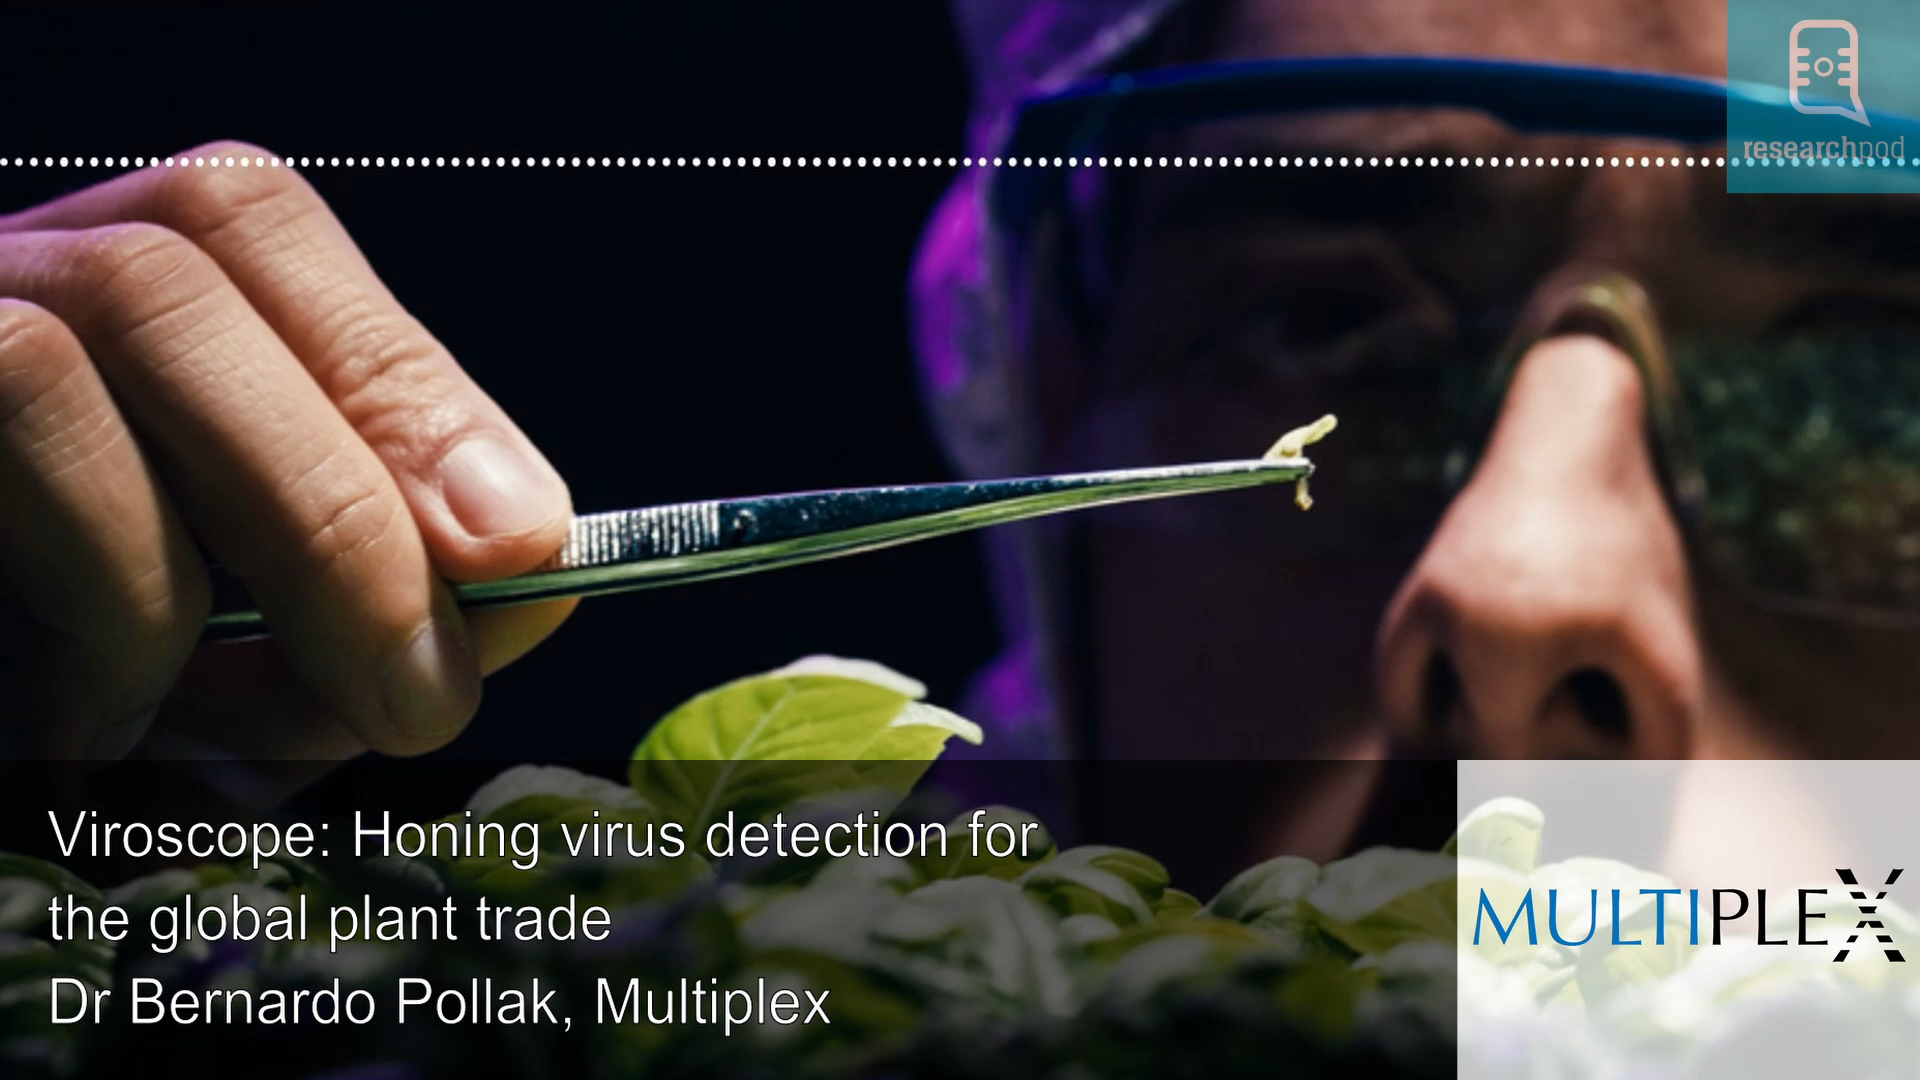 researchpod
Viroscope: Honing virus detection for
the global plant trade
Dr Bernardo Pollak, Multiplex
MULTIPLEX